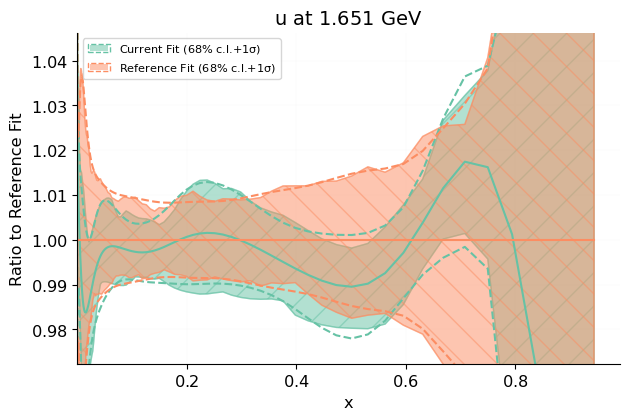 u at 1.651 GeV
Current Fit (68% c.l.+1σ)
Reference Fit (68% c.l.+1σ)
Ratio to Reference Fit
1.04
1.03
1.02
1.01
1.00
0.99
0.98
0.2 0.4 0.6 0.8
x